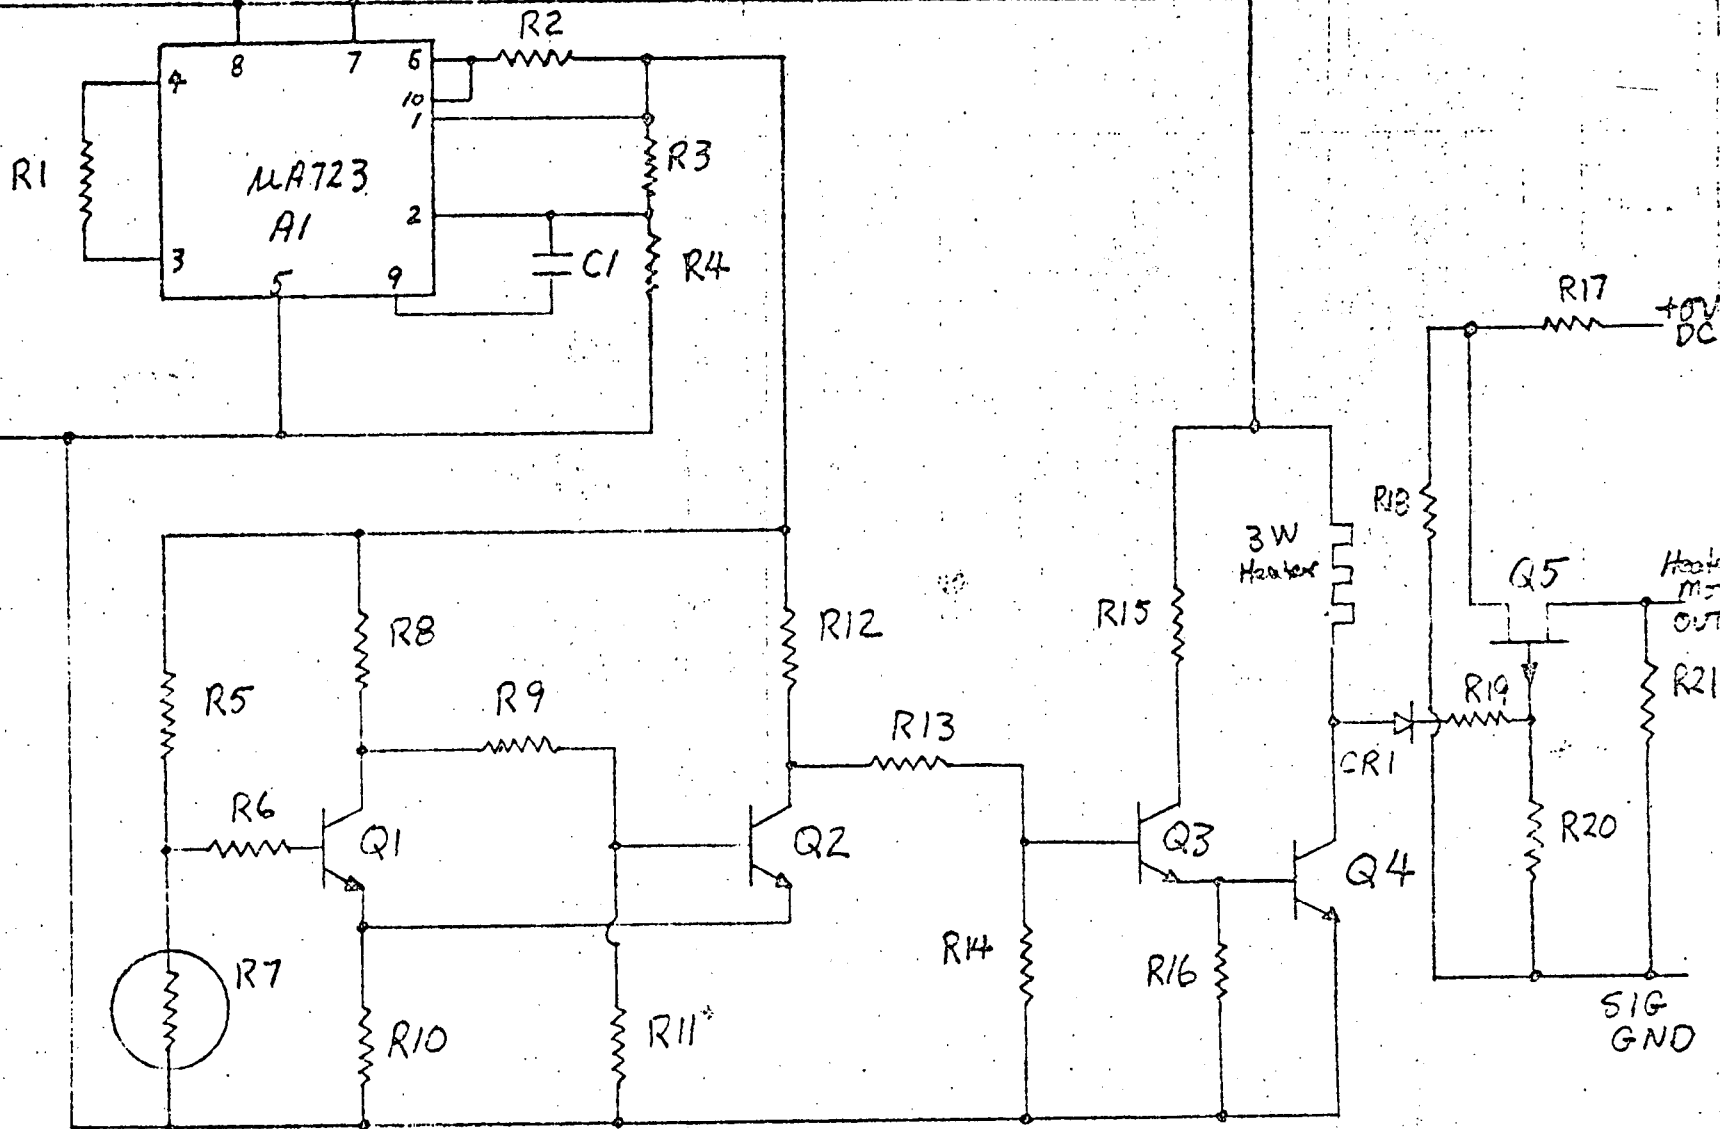 R2
8
7
6
4
10
1
R1
µA723
R3
A1
2
3
5
9
C1
R4
R17
+0V
DC
R18
3W
Heater
Q5
OUT
R8
R12
R15
R5
R9
R19
R21
R13
CR1
R6
Q1
Q2
Q3
Q4
R20
R7
R14
R16
R10
R11*
SIG
GND